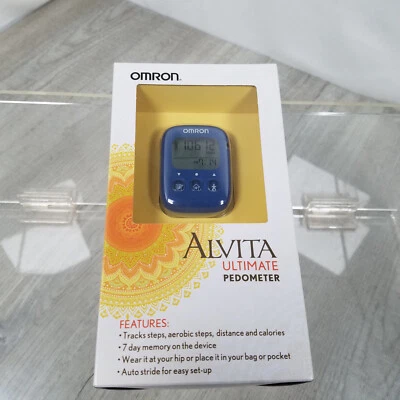 OMRON
OMRON
10612
ALVITA
ULTIMATE
PEDOMETER
FEATURES:
• Tracks steps, aerobic steps, distance and calories
• 7 day memory on the device
• Wear it at your hip or place it in your bag or pocket
• Auto stride for easy set-up